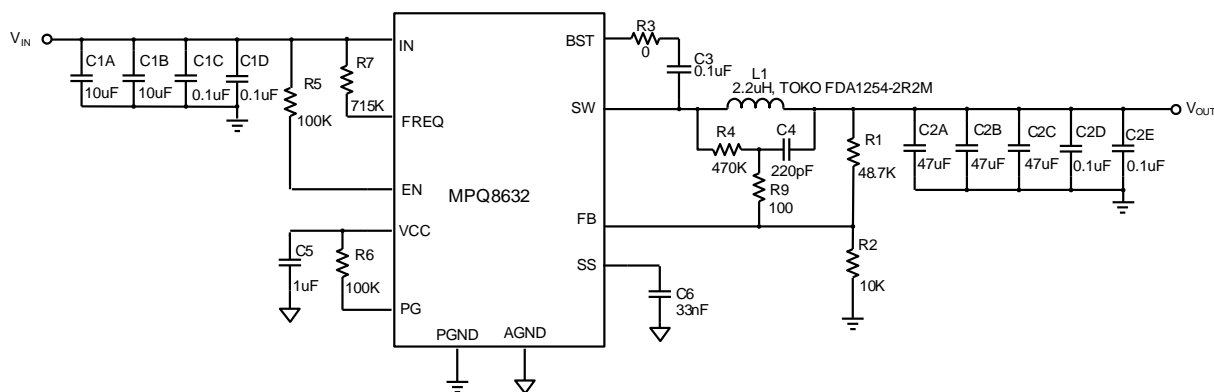 V_IN
C1A
10uF
C1B
10uF
C1C
0.1uF
C1D
0.1uF
R5
100K
R7
715K
IN
FREQ
EN
VCC
PG
C5
1uF
R6
100K
MPQ8632
PGND
AGND
BST
SW
FB
SS
R3
0
C3
0.1uF
L1
2.2uH, TOKO FDA1254-2R2M
R4
470K
C4
220pF
R9
100
R1
48.7K
R2
10K
C6
33nF
C2A
47uF
C2B
47uF
C2C
47uF
C2D
0.1uF
C2E
0.1uF
V_OUT